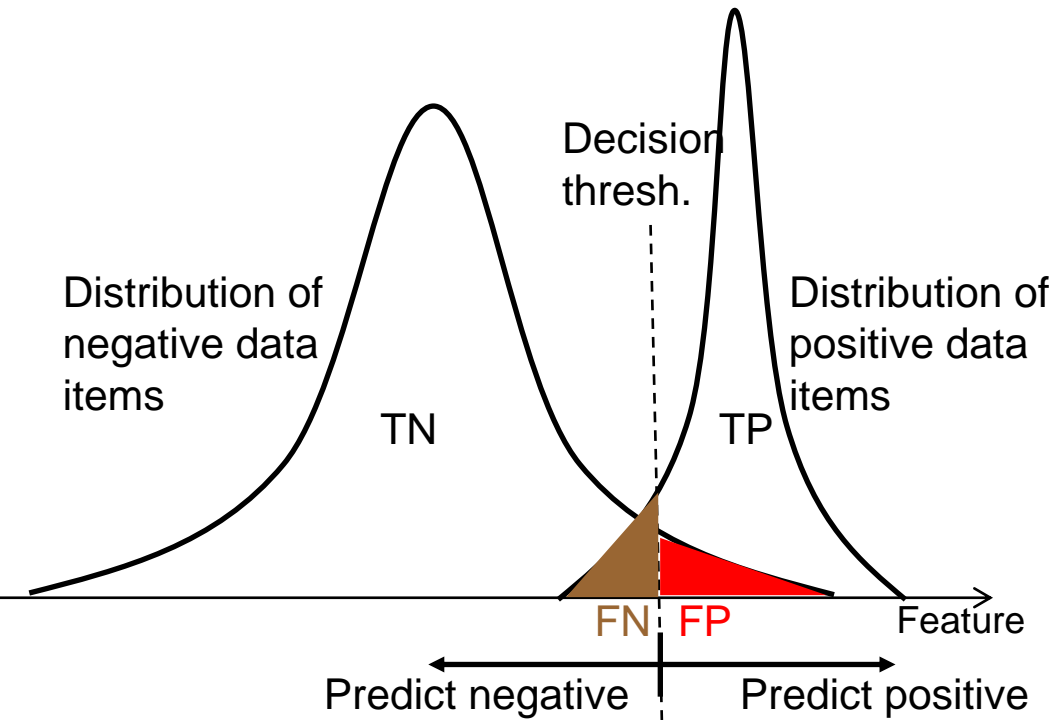 Decision
thresh.
Distribution of
negative data
items
Distribution of
positive data
items
TN
TP
FN
FP
Feature
Predict negative
Predict positive